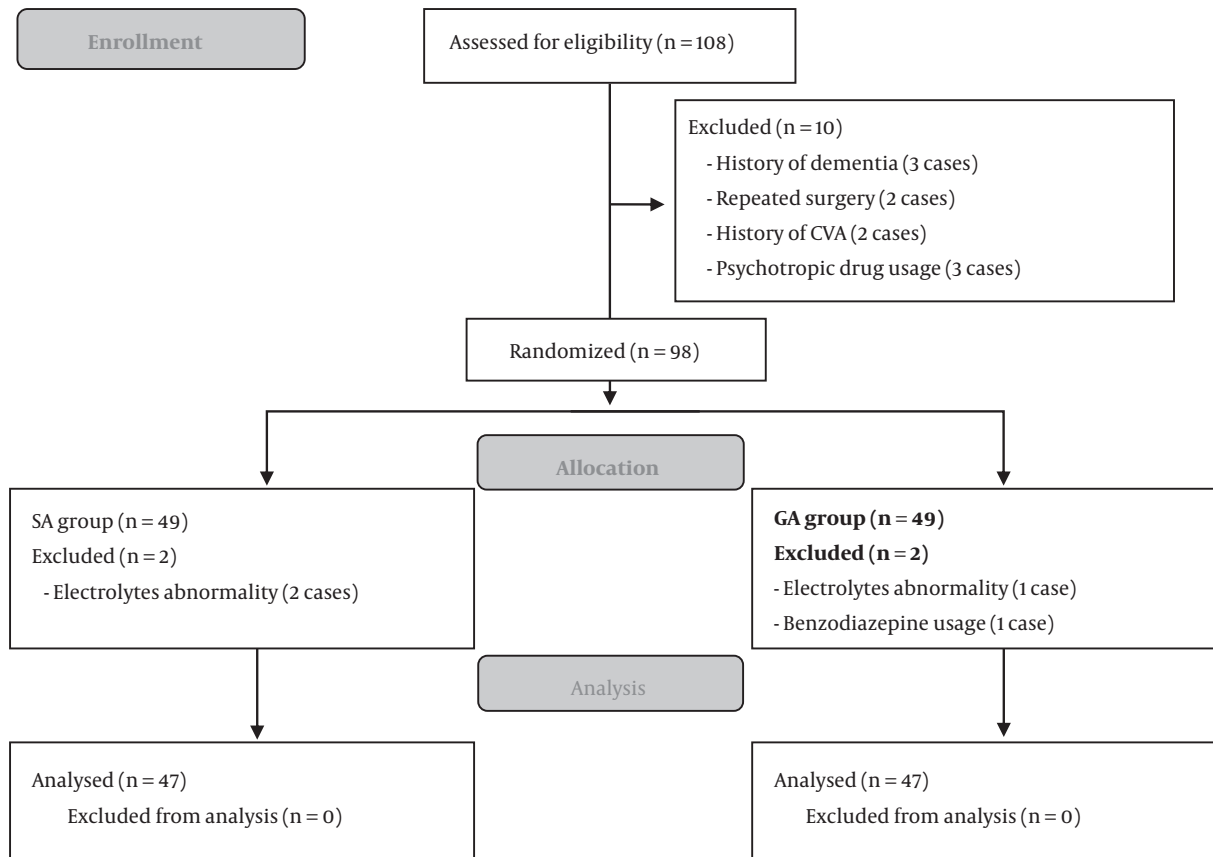 Enrollment
Assessed for eligibility (n = 108)
Excluded (n = 10)
- History of dementia (3 cases)
- Repeated surgery (2 cases)
- History of CVA (2 cases)
- Psychotropic drug usage (3 cases)
Randomized (n = 98)
Allocation
SA group (n = 49)
Excluded (n = 2)
- Electrolytes abnormality (2 cases)
GA group (n = 49)
Excluded (n = 2)
- Electrolytes abnormality (1 case)
- Benzodiazepine usage (1 case)
Analysis
Analysed (n = 47)
Excluded from analysis (n = 0)
Analysed (n = 47)
Excluded from analysis (n = 0)